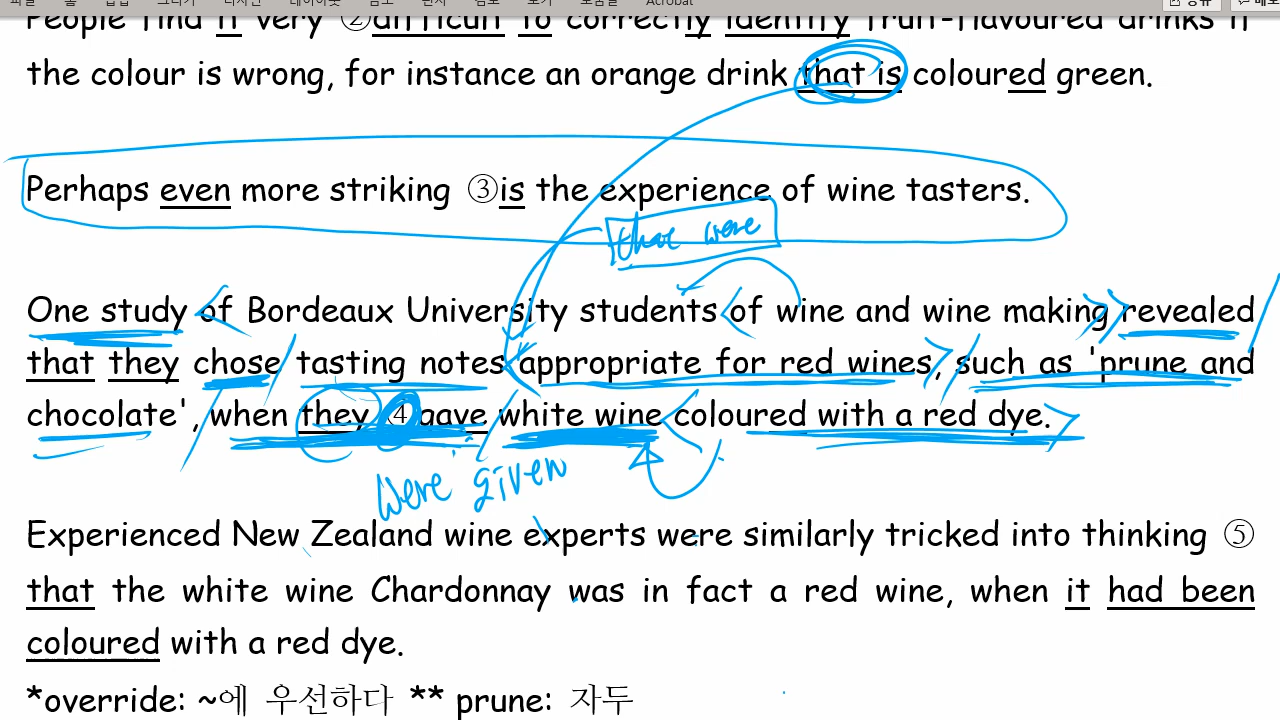 People find it very ②difficult to correctly identify fruit-flavoured drinks if
the colour is wrong, for instance an orange drink that is coloured green.
Perhaps even more striking ③is the experience of wine tasters.
that were
One study of Bordeaux University students of wine and wine making revealed
that they chose tasting notes appropriate for red wines, such as 'prune and
chocolate', when they ④gave white wine coloured with a red dye.
were given
Experienced New Zealand wine experts were similarly tricked into thinking ⑤
that the white wine Chardonnay was in fact a red wine, when it had been
coloured with a red dye.
*override: ~에 우선하다 ** prune: 자두